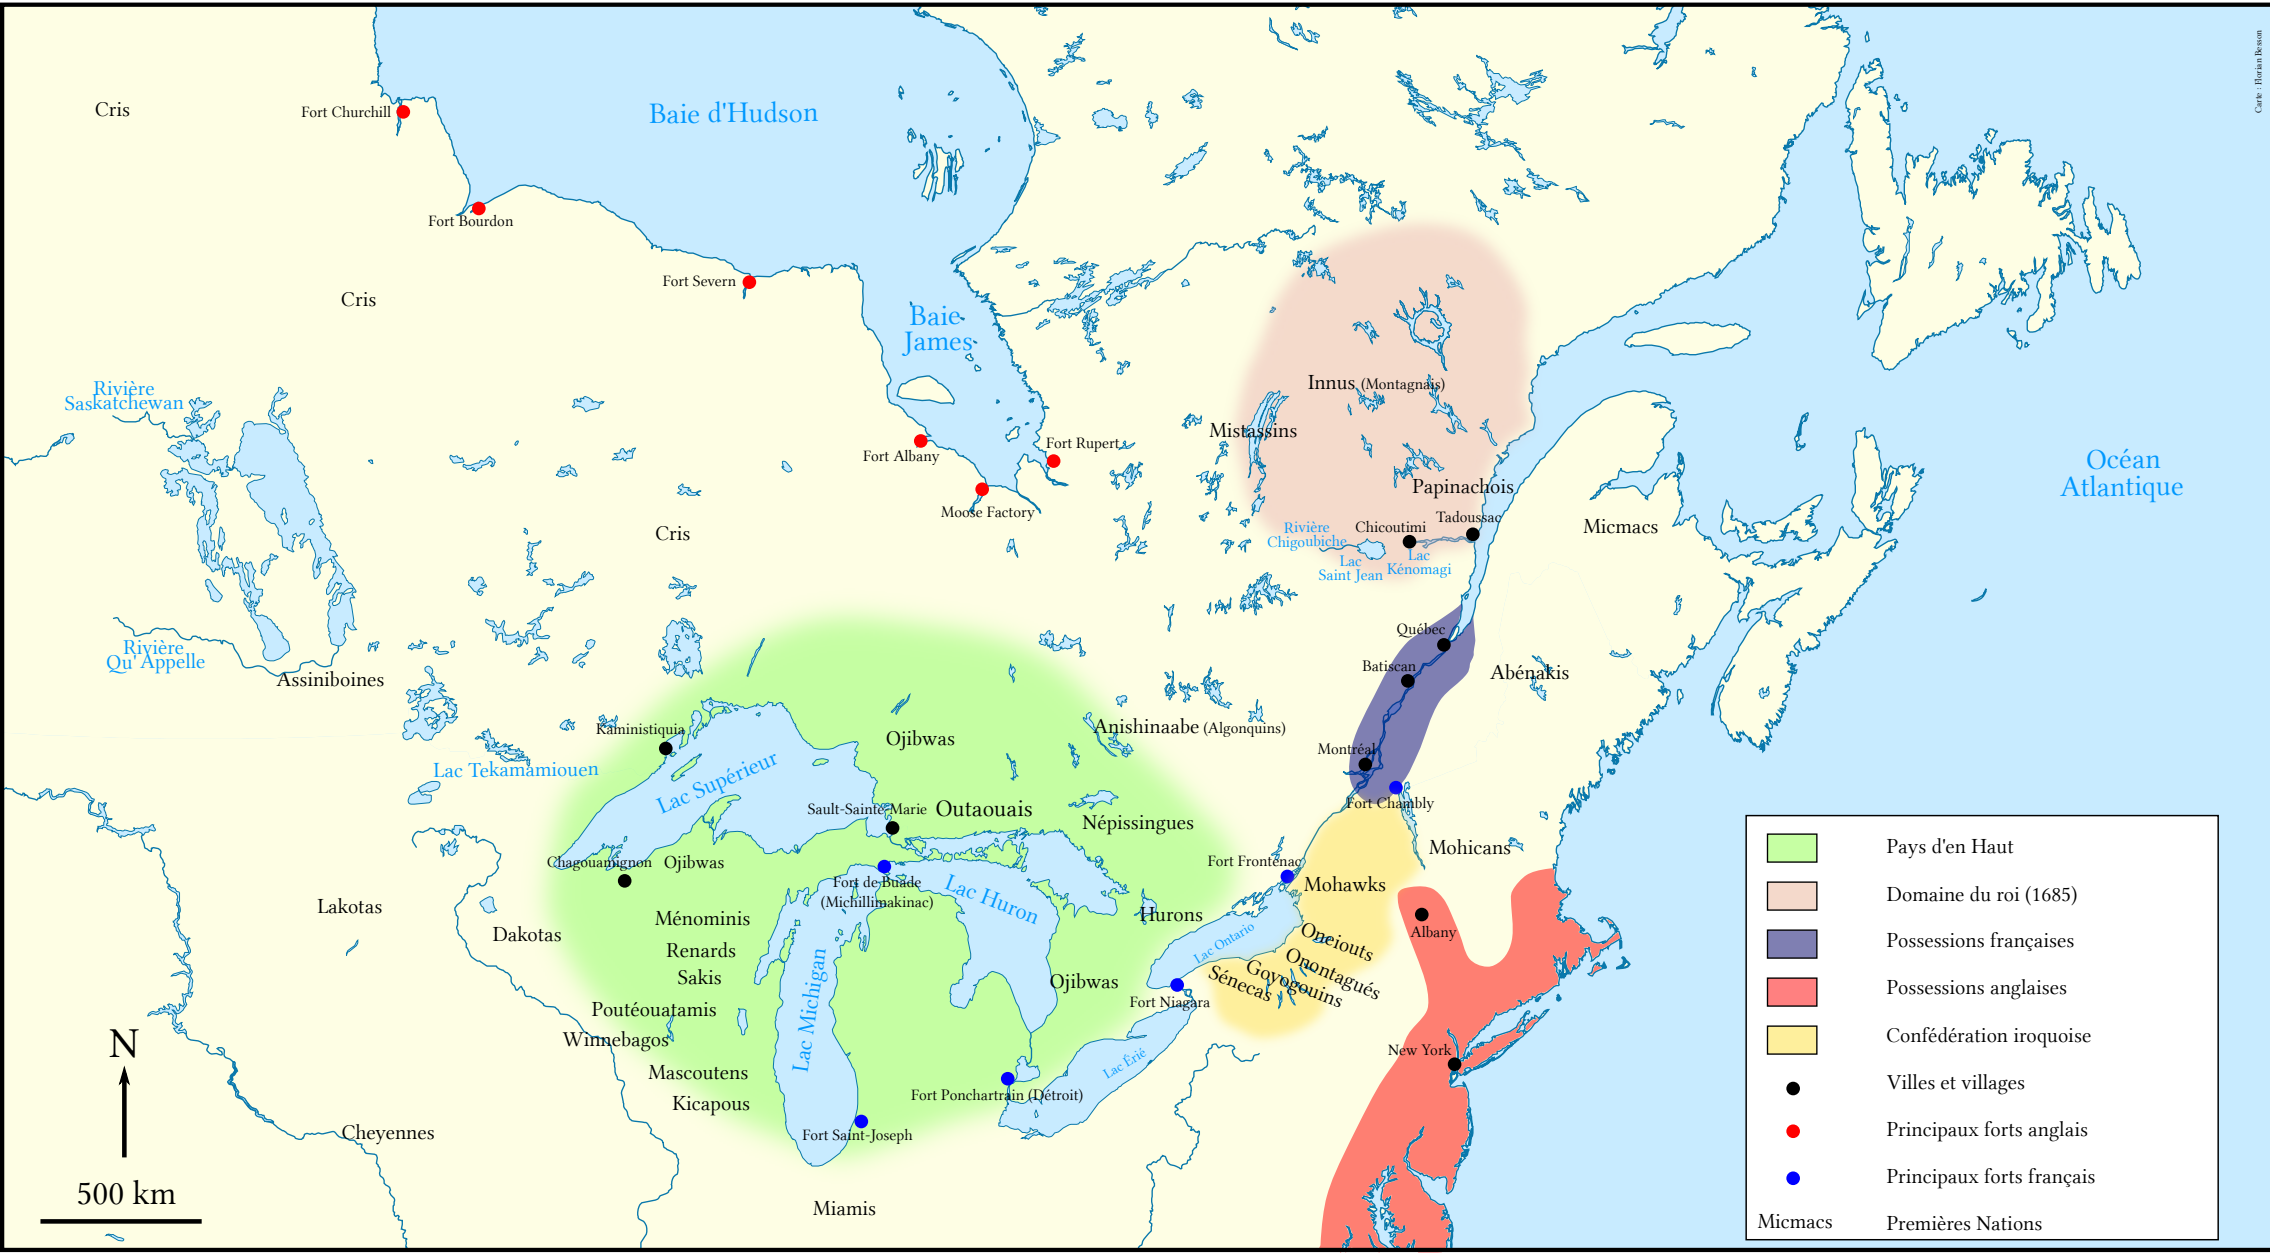 Carte : Florian Besson
Cris
Fort Churchill
Baie d'Hudson
Fort Bourdon
Fort Severn
Cris
Baie
James
Rivière
Saskatchewan
Innus (Montagnais)
Mistassins
Fort Rupert
Fort Albany
Océan
Atlantique
Papinachois
Moose Factory
Tadoussac
Chicoutimi
Micmacs
Rivière
Chigoubiche
Cris
Lac
Kénomagi
Lac
Saint Jean
Québec
Rivière
Qu'Appelle
Batiscan
Abénakis
Assiniboines
Kaministiquia
Anishinaabe (Algonquins)
Ojibwas
Montréal
Lac Tekamamiouen
Lac Supérieur
Fort Chambly
Sault-Sainte-Marie
Outaouais
Népissingues
Mohicans
Chagouamignon
Ojibwas
Fort Frontenac
Fort de Buade
(Michillimakinac)
Mohawks
Lac Huron
Lakotas
Ménominis
Hurons
Dakotas
Albany
Oneiouts
Lac Ontario
Renards
Onontagués
Goyogouins
Sénecas
Sakis
Ojibwas
Fort Niagara
Lac Michigan
Poutéouatamis
Winnebagos
New York
Lac Érié
Mascoutens
Fort Ponchartrain (Détroit)
Kicapous
Cheyennes
Fort Saint-Joseph
Miamis
N
500 km
Pays d'en Haut
Domaine du roi (1685)
Possessions françaises
Possessions anglaises
Confédération iroquoise
Villes et villages
Principaux forts anglais
Principaux forts français
Micmacs Premières Nations